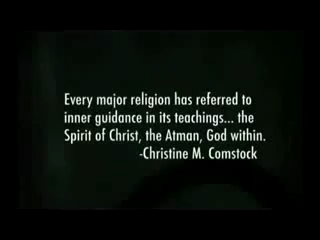 Every major religion has referred to
inner guidance in its teachings... the
Spirit of Christ, the Atman, God within.
-Christine M. Comstock